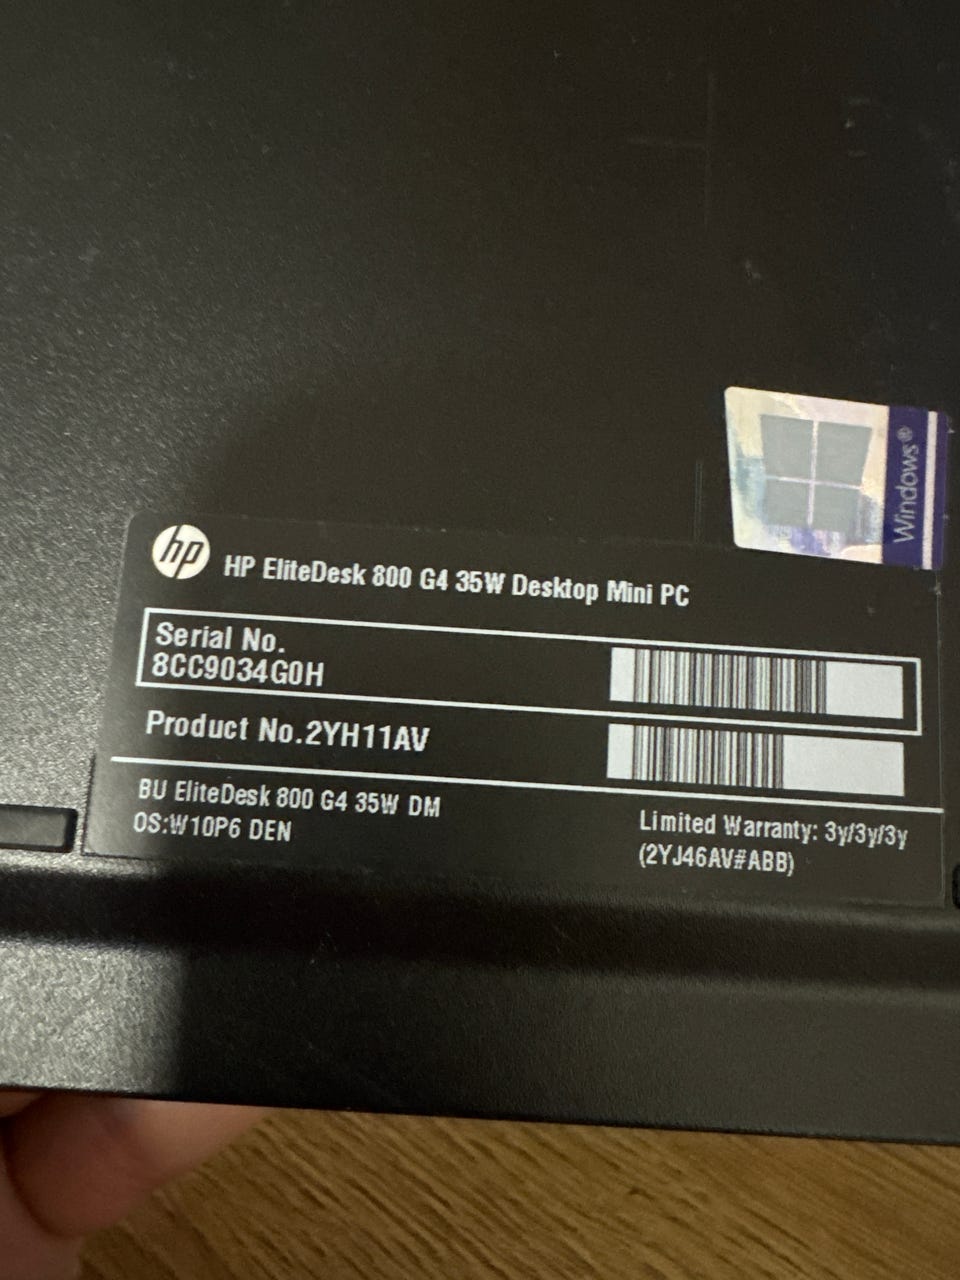 Windows®
hp
HP EliteDesk 800 G4 35W Desktop Mini PC
Serial No.
8CC9034G0H
Product No.2YH11AV
BU EliteDesk 800 G4 35W DM
OS:W10P6 DEN
Limited Warranty: 3y/3y/3y
(2YJ46AV#ABB)